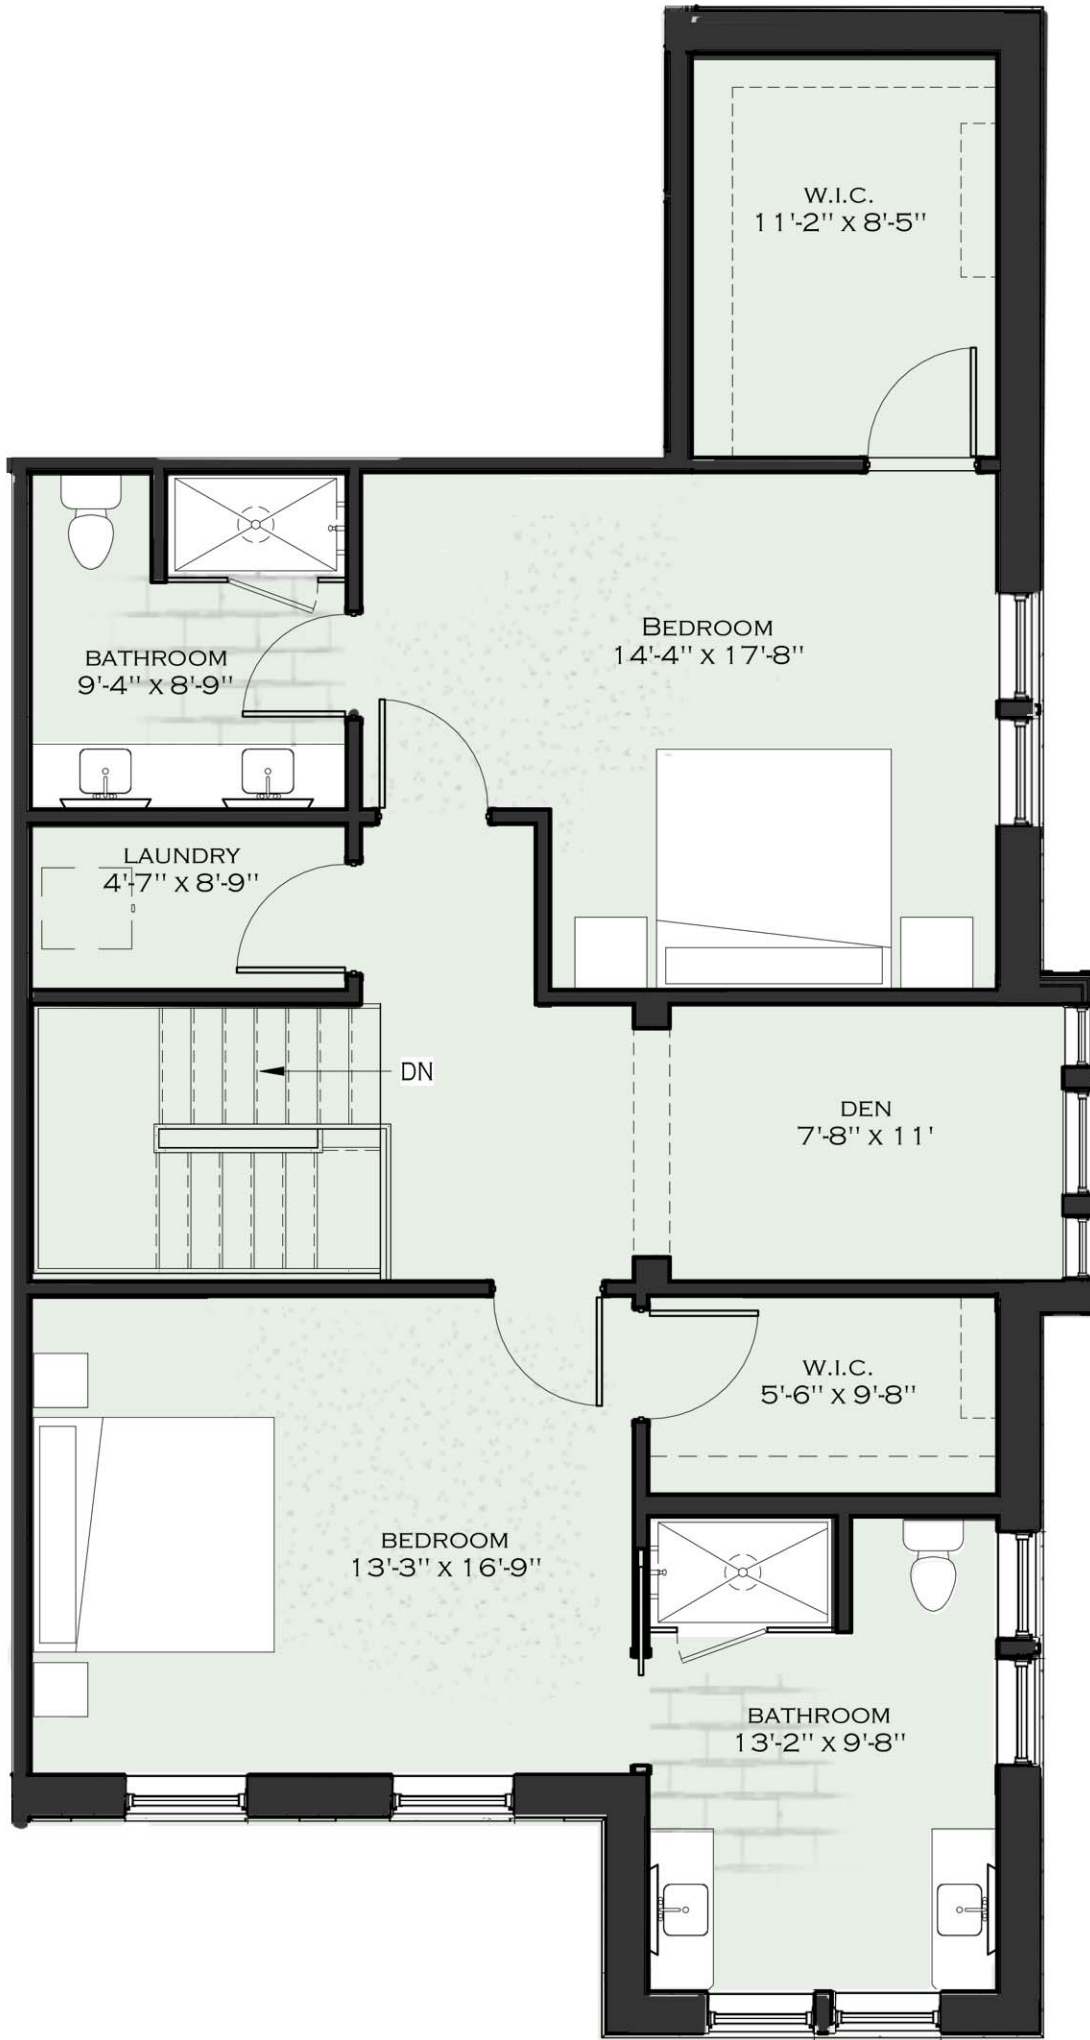 W.I.C.
11'-2" X 8'-5"
BEDROOM
14'-4" X 17'-8"
BATHROOM
9'-4" X 8'-9"
LAUNDRY
4'-7" X 8'-9"
DN
DEN
7'-8" X 11'
W.I.C.
5'-6" X 9'-8"
BEDROOM
13'-3" X 16'-9"
BATHROOM
13'-2" X 9'-8"